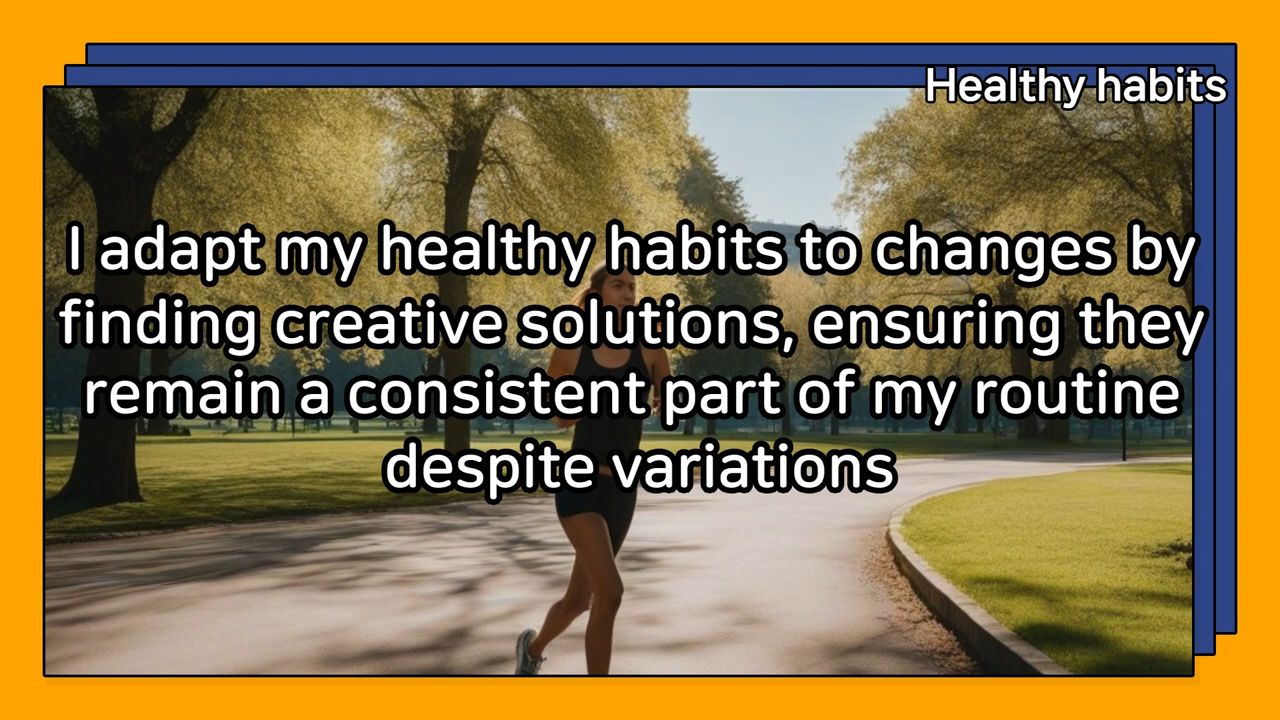 Healthy habits
I adapt my healthy habits to changes by
finding creative solutions, ensuring they
remain a consistent part of my routine
despite variations